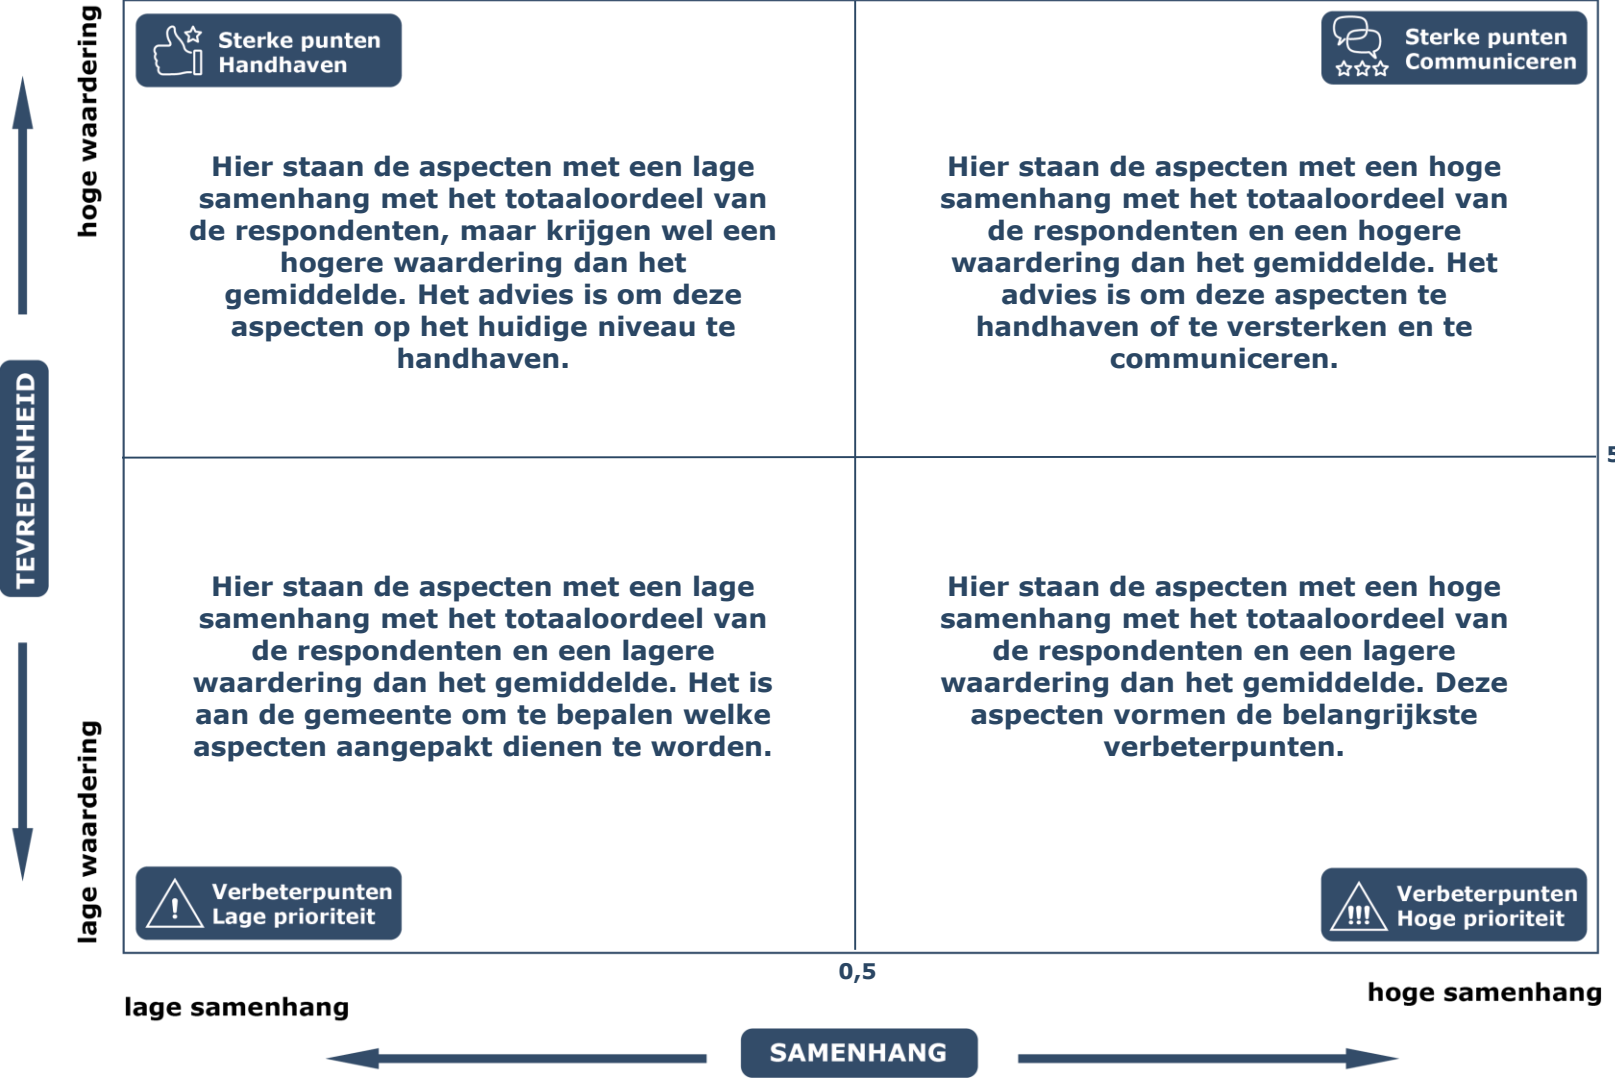 hoge waardering
Sterke punten
Handhaven
Sterke punten
Communiceren
Hier staan de aspecten met een lage
samenhang met het totaaloordeel van
de respondenten, maar krijgen wel een
hogere waardering dan het
gemiddelde. Het advies is om deze
aspecten op het huidige niveau te
handhaven.
Hier staan de aspecten met een hoge
samenhang met het totaaloordeel van
de respondenten en een hogere
waardering dan het gemiddelde. Het
advies is om deze aspecten te
handhaven of te versterken en te
communiceren.
TEVREDENHEID
Hier staan de aspecten met een lage
samenhang met het totaaloordeel van
de respondenten en een lagere
waardering dan het gemiddelde. Het is
aan de gemeente om te bepalen welke
aspecten aangepakt dienen te worden.
Hier staan de aspecten met een hoge
samenhang met het totaaloordeel van
de respondenten en een lagere
waardering dan het gemiddelde. Deze
aspecten vormen de belangrijkste
verbeterpunten.
lage waardering
! Verbeterpunten
Lage prioriteit
!!! Verbeterpunten
Hoge prioriteit
0,5
lage samenhang
hoge samenhang
SAMENHANG